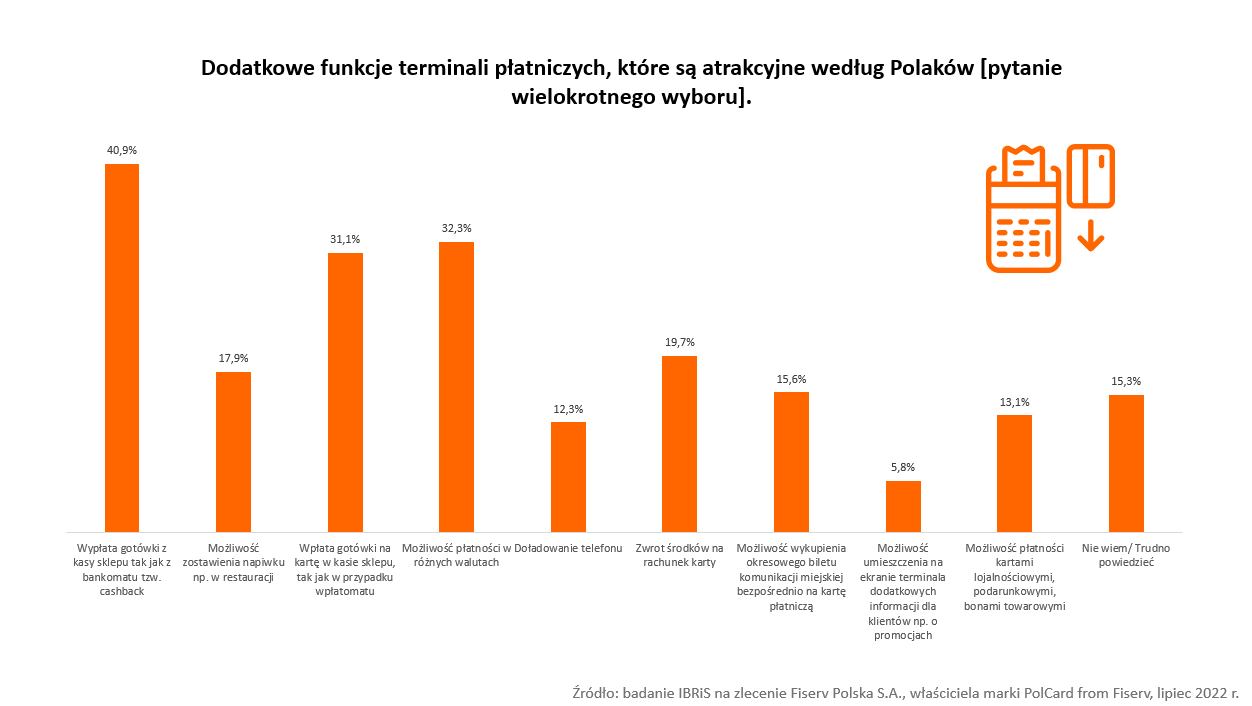 Dodatkowe funkcje terminali płatniczych, które są atrakcyjne według Polaków [pytanie
wielokrotnego wyboru].
40,9%
17,9%
31,1%
32,3%
12,3%
19,7%
15,6%
5,8%
13,1%
15,3%
Wypłata gotówki z
kasy sklepu tak jak z
bankomatu tzw.
cashback
Możliwość
zostawienia napiwku
np. w restauracji
Wpłata gotówki na
kartę w kasie sklepu,
tak jak w przypadku
wpłatomatu
Możliwość płatności w
różnych walutach
Doładowanie telefonu
Zwrot środków na
rachunek karty
Możliwość wykupienia
okresowego biletu
komunikacji miejskiej
bezpośrednio na kartę
płatniczą
Możliwość
umieszczenia na
ekranie terminala
dodatkowych
informacji dla
klientów np. o
promocjach
Możliwość płatności
kartami
lojalnościowymi,
podarunkowymi,
bonami towarowymi
Nie wiem/ Trudno
powiedzieć
Źródło: badanie IBRiS na zlecenie Fiserv Polska S.A., właściciela marki PolCard from Fiserv, lipiec 2022 r.